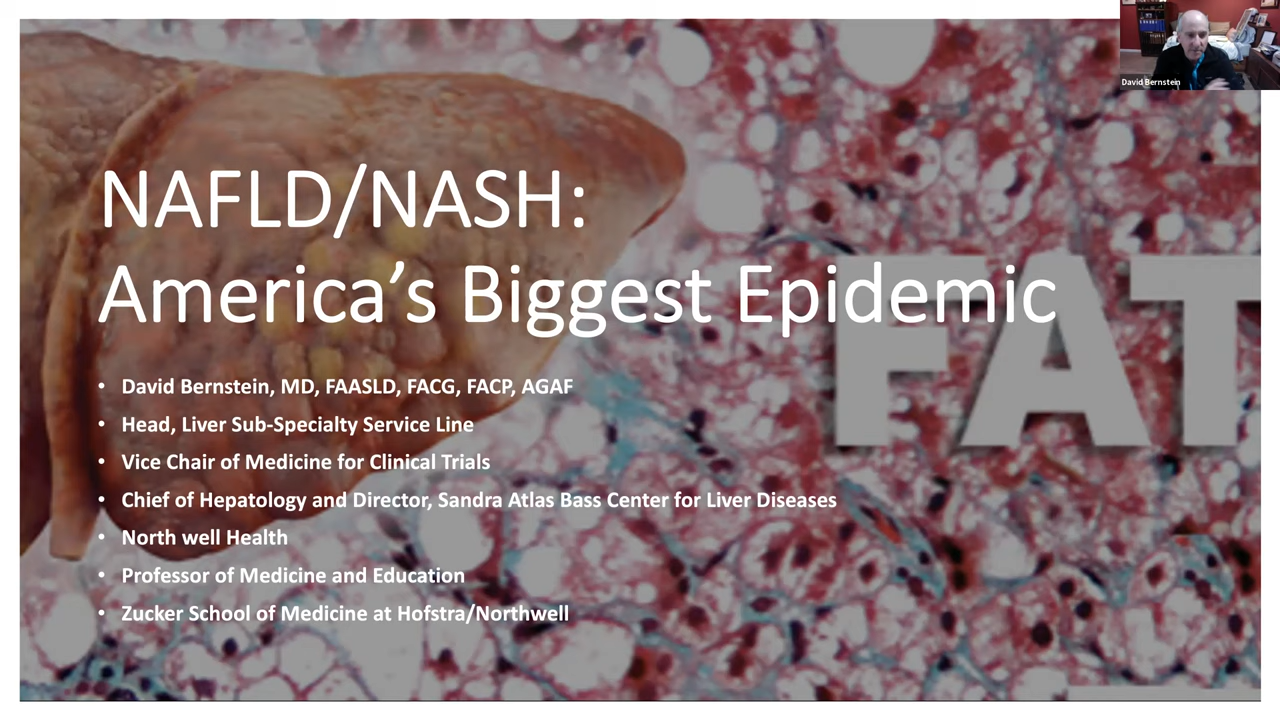 David Bernstein
NAFLD/NASH:
America's Biggest Epidemic
FAT
• David Bernstein, MD, FAASLD, FACG, FACP, AGAF
• Head, Liver Sub-Specialty Service Line
• Vice Chair of Medicine for Clinical Trials
• Chief of Hepatology and Director, Sandra Atlas Bass Center for Liver Diseases
• North well Health
• Professor of Medicine and Education
• Zucker School of Medicine at Hofstra/Northwell